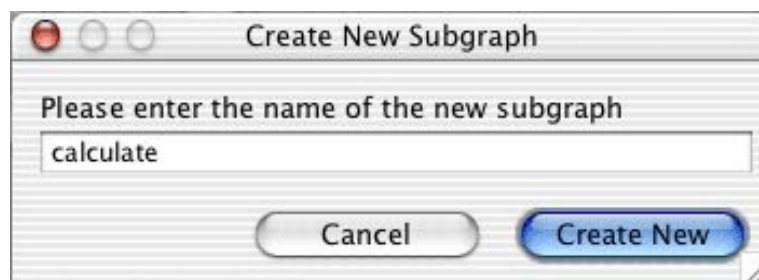 Create New Subgraph
Please enter the name of the new subgraph
calculate
Cancel Create New